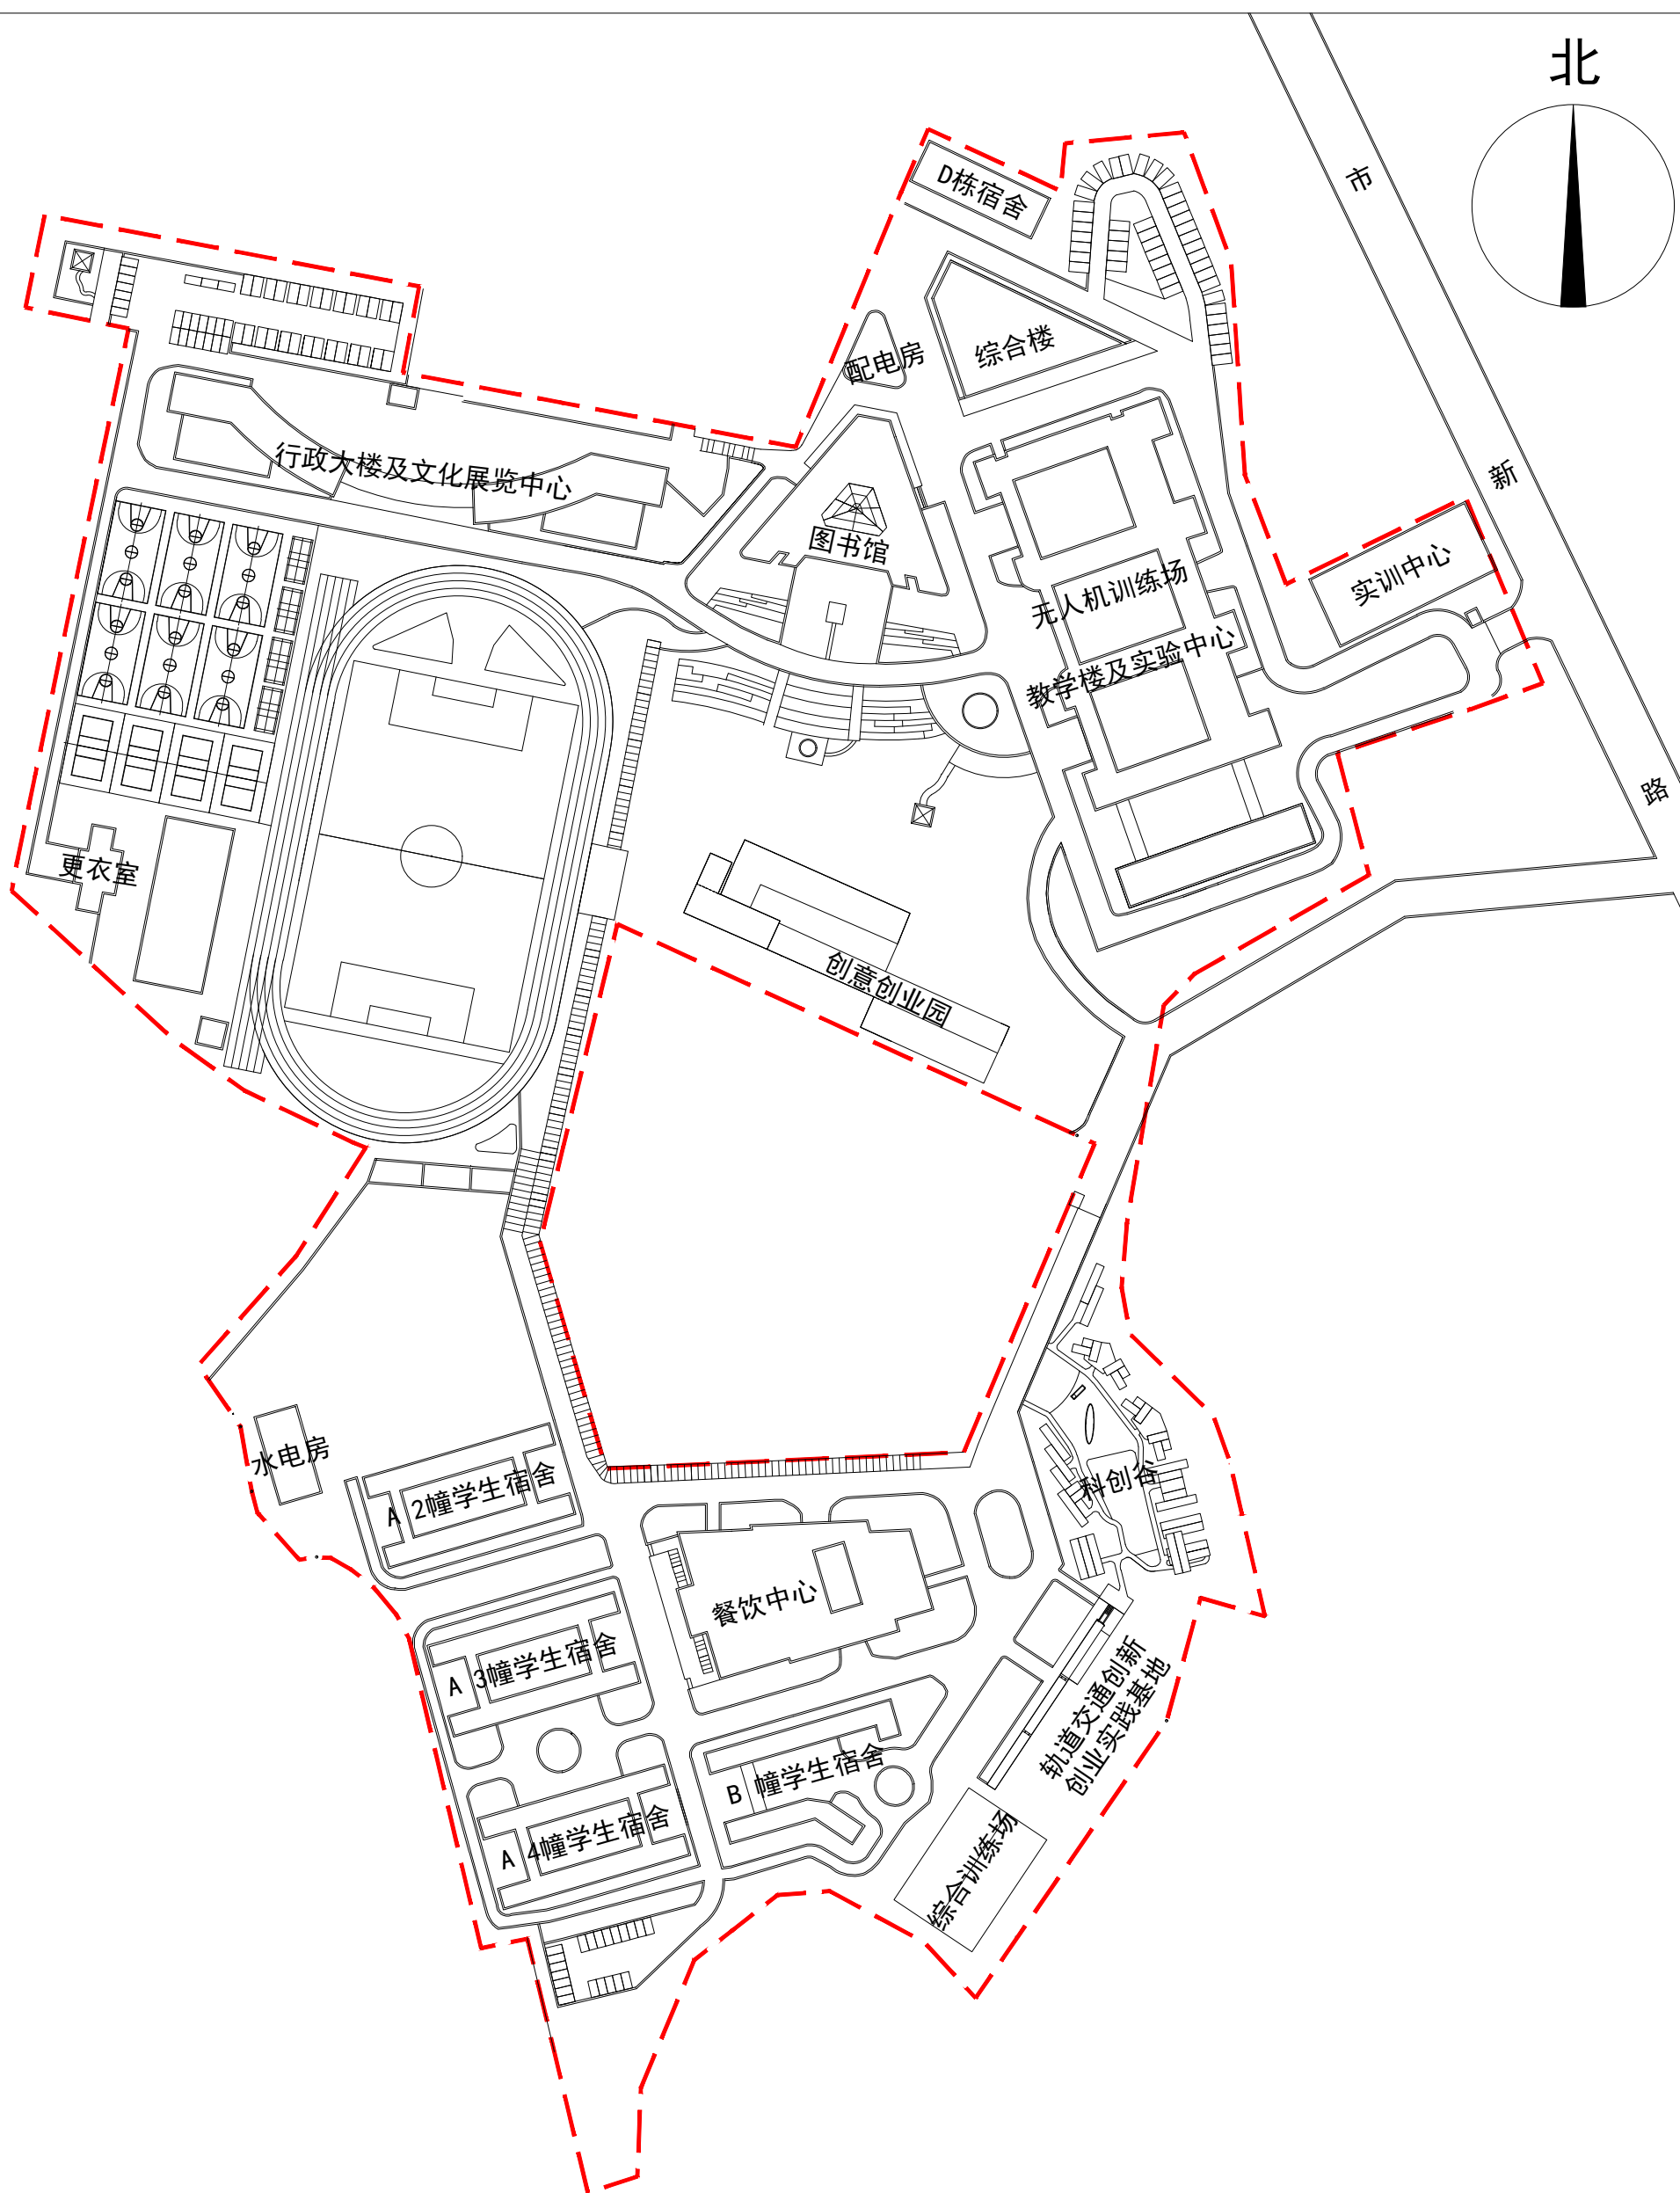 北
市
新
路
D栋宿舍
综合楼
配电房
行政大楼及文化展览中心
图书馆
无人机训练场
实训中心
教学楼及实验中心
更衣室
创意创业园
水电房
A 2幢学生宿舍
科创谷
餐饮中心
A 3幢学生宿舍
轨道交通创新
创业实践基地
B 幢学生宿舍
A 4幢学生宿舍
综合训练场